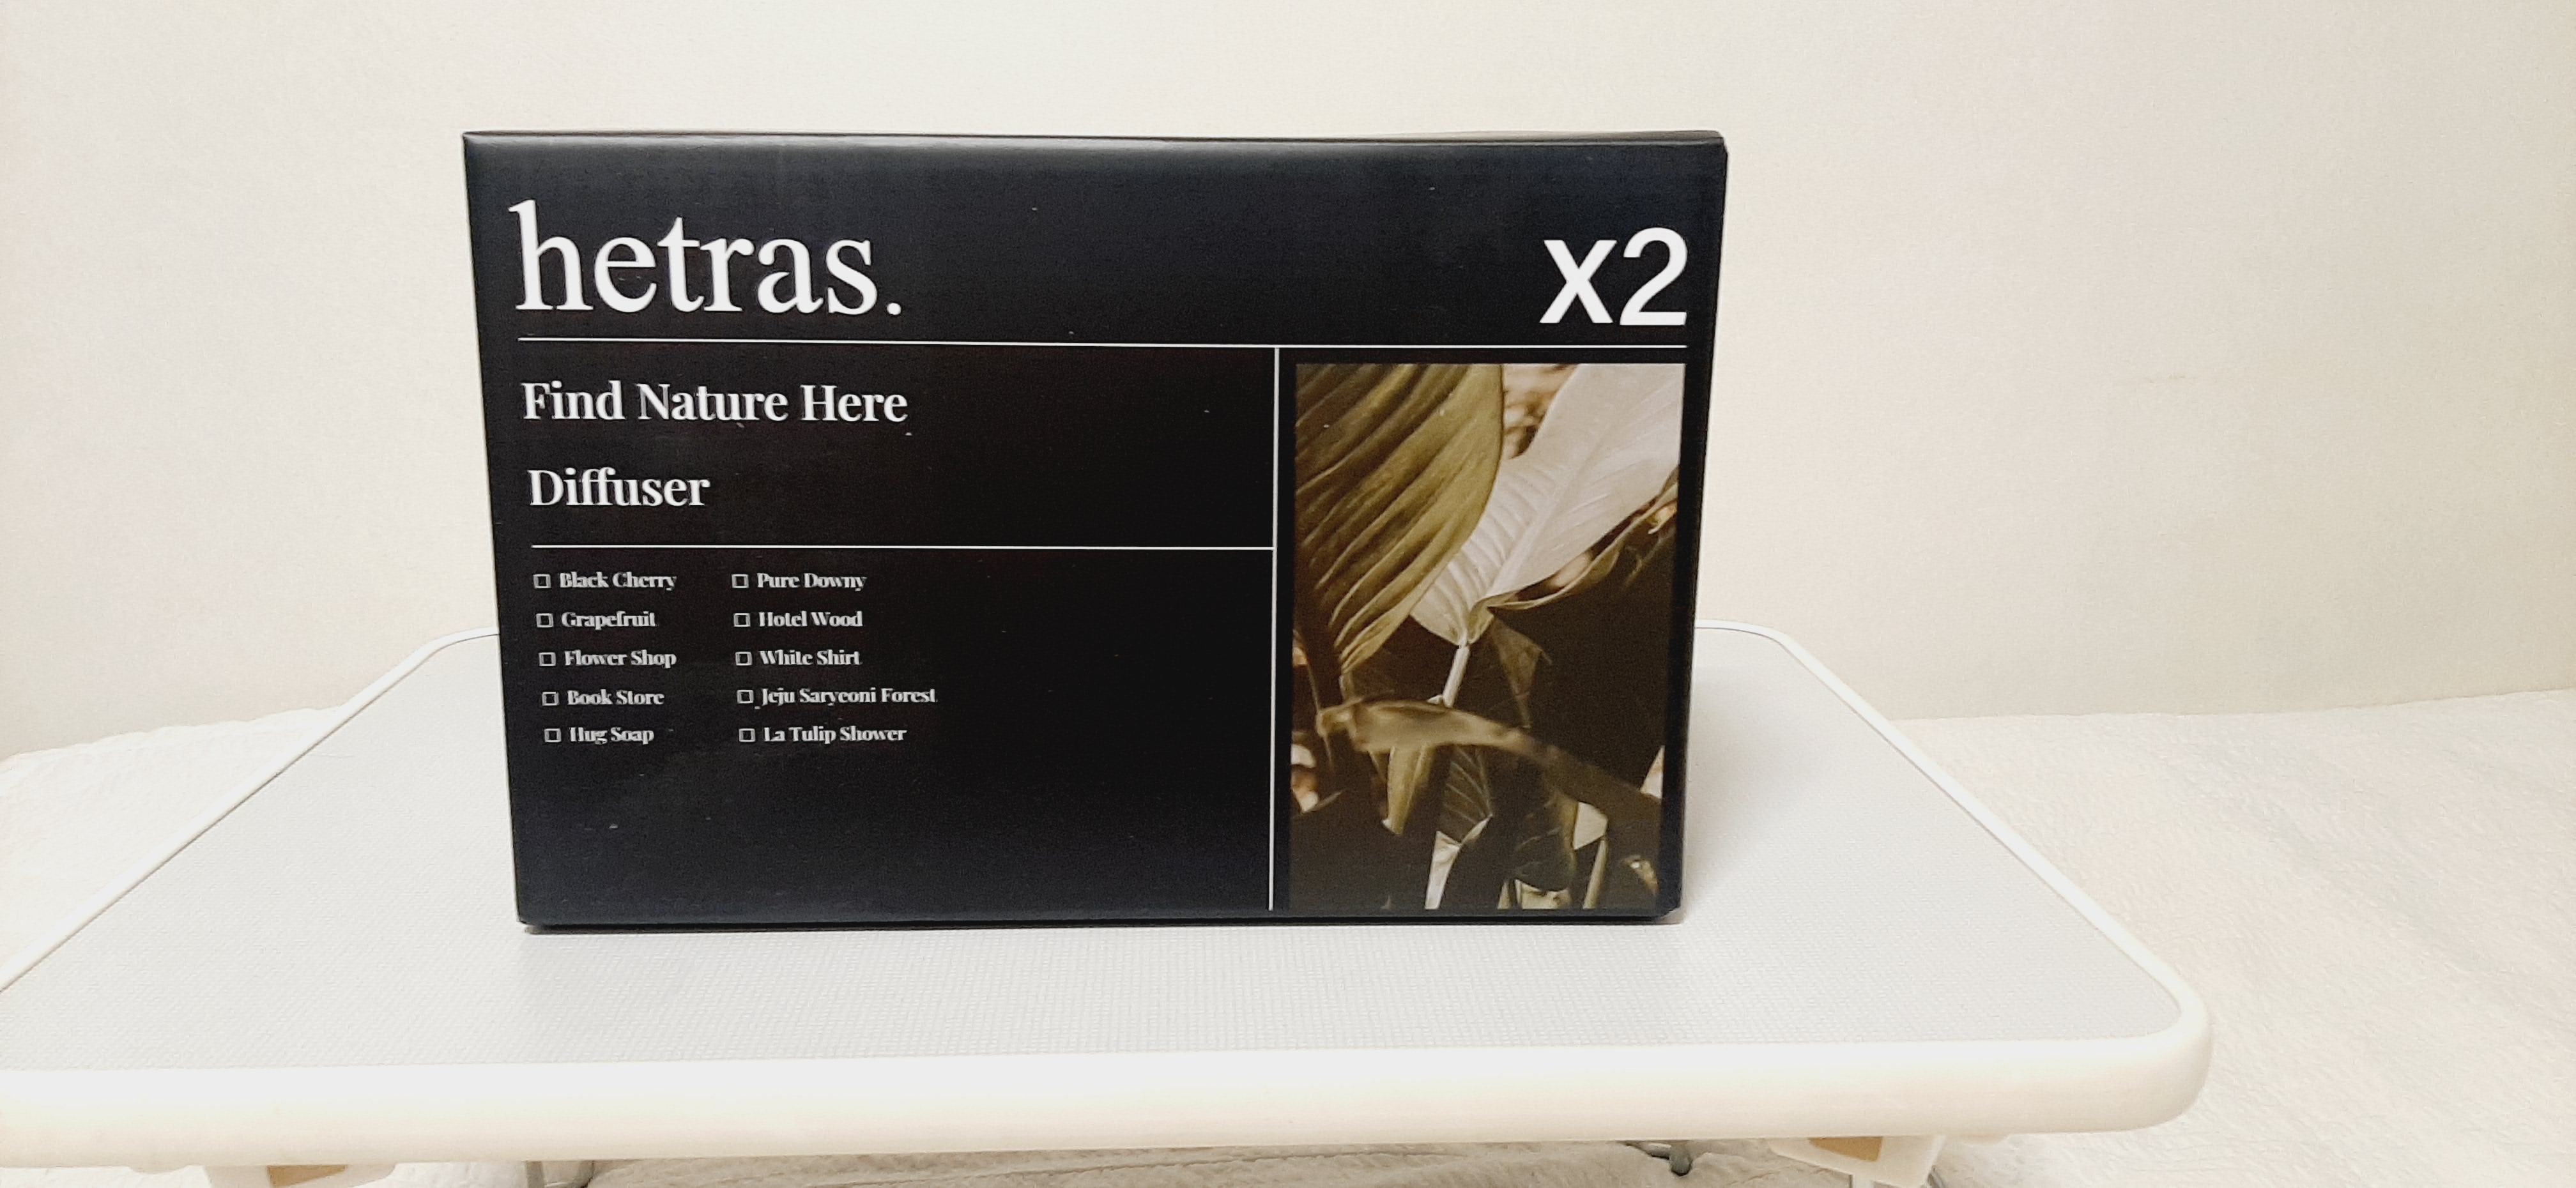 hetras.
x2
Find Nature Here
Diffuser
Black Cherry
Grapefruit
Flower Shop
Book Store
Hug Soap
Pure Downy
Hotel Wood
White Shirt
Jeju Saryeoni Forest
La Tulip Shower